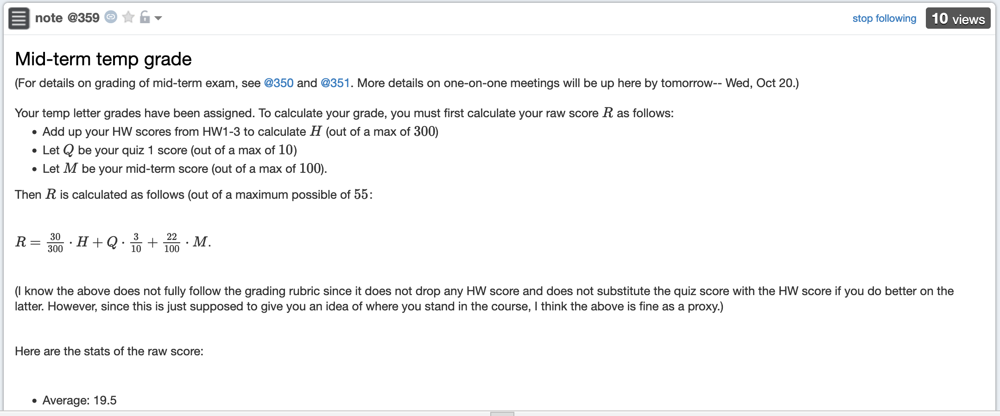 note @359
stop following
10 views
Mid-term temp grade
(For details on grading of mid-term exam, see @350 and @351. More details on one-on-one meetings will be up here by tomorrow-- Wed, Oct 20.)
Your temp letter grades have been assigned. To calculate your grade, you must first calculate your raw score R as follows:
• Add up your HW scores from HW1-3 to calculate H (out of a max of 300)
• Let Q be your quiz 1 score (out of a max of 10)
• Let M be your mid-term score (out of a max of 100).
Then R is calculated as follows (out of a maximum possible of 55:
R = 30/300 · H + Q · 3/10 + 22/100 · M.
(I know the above does not fully follow the grading rubric since it does not drop any HW score and does not substitute the quiz score with the HW score if you do better on the
latter. However, since this is just supposed to give you an idea of where you stand in the course, I think the above is fine as a proxy.)
Here are the stats of the raw score:
• Average: 19.5